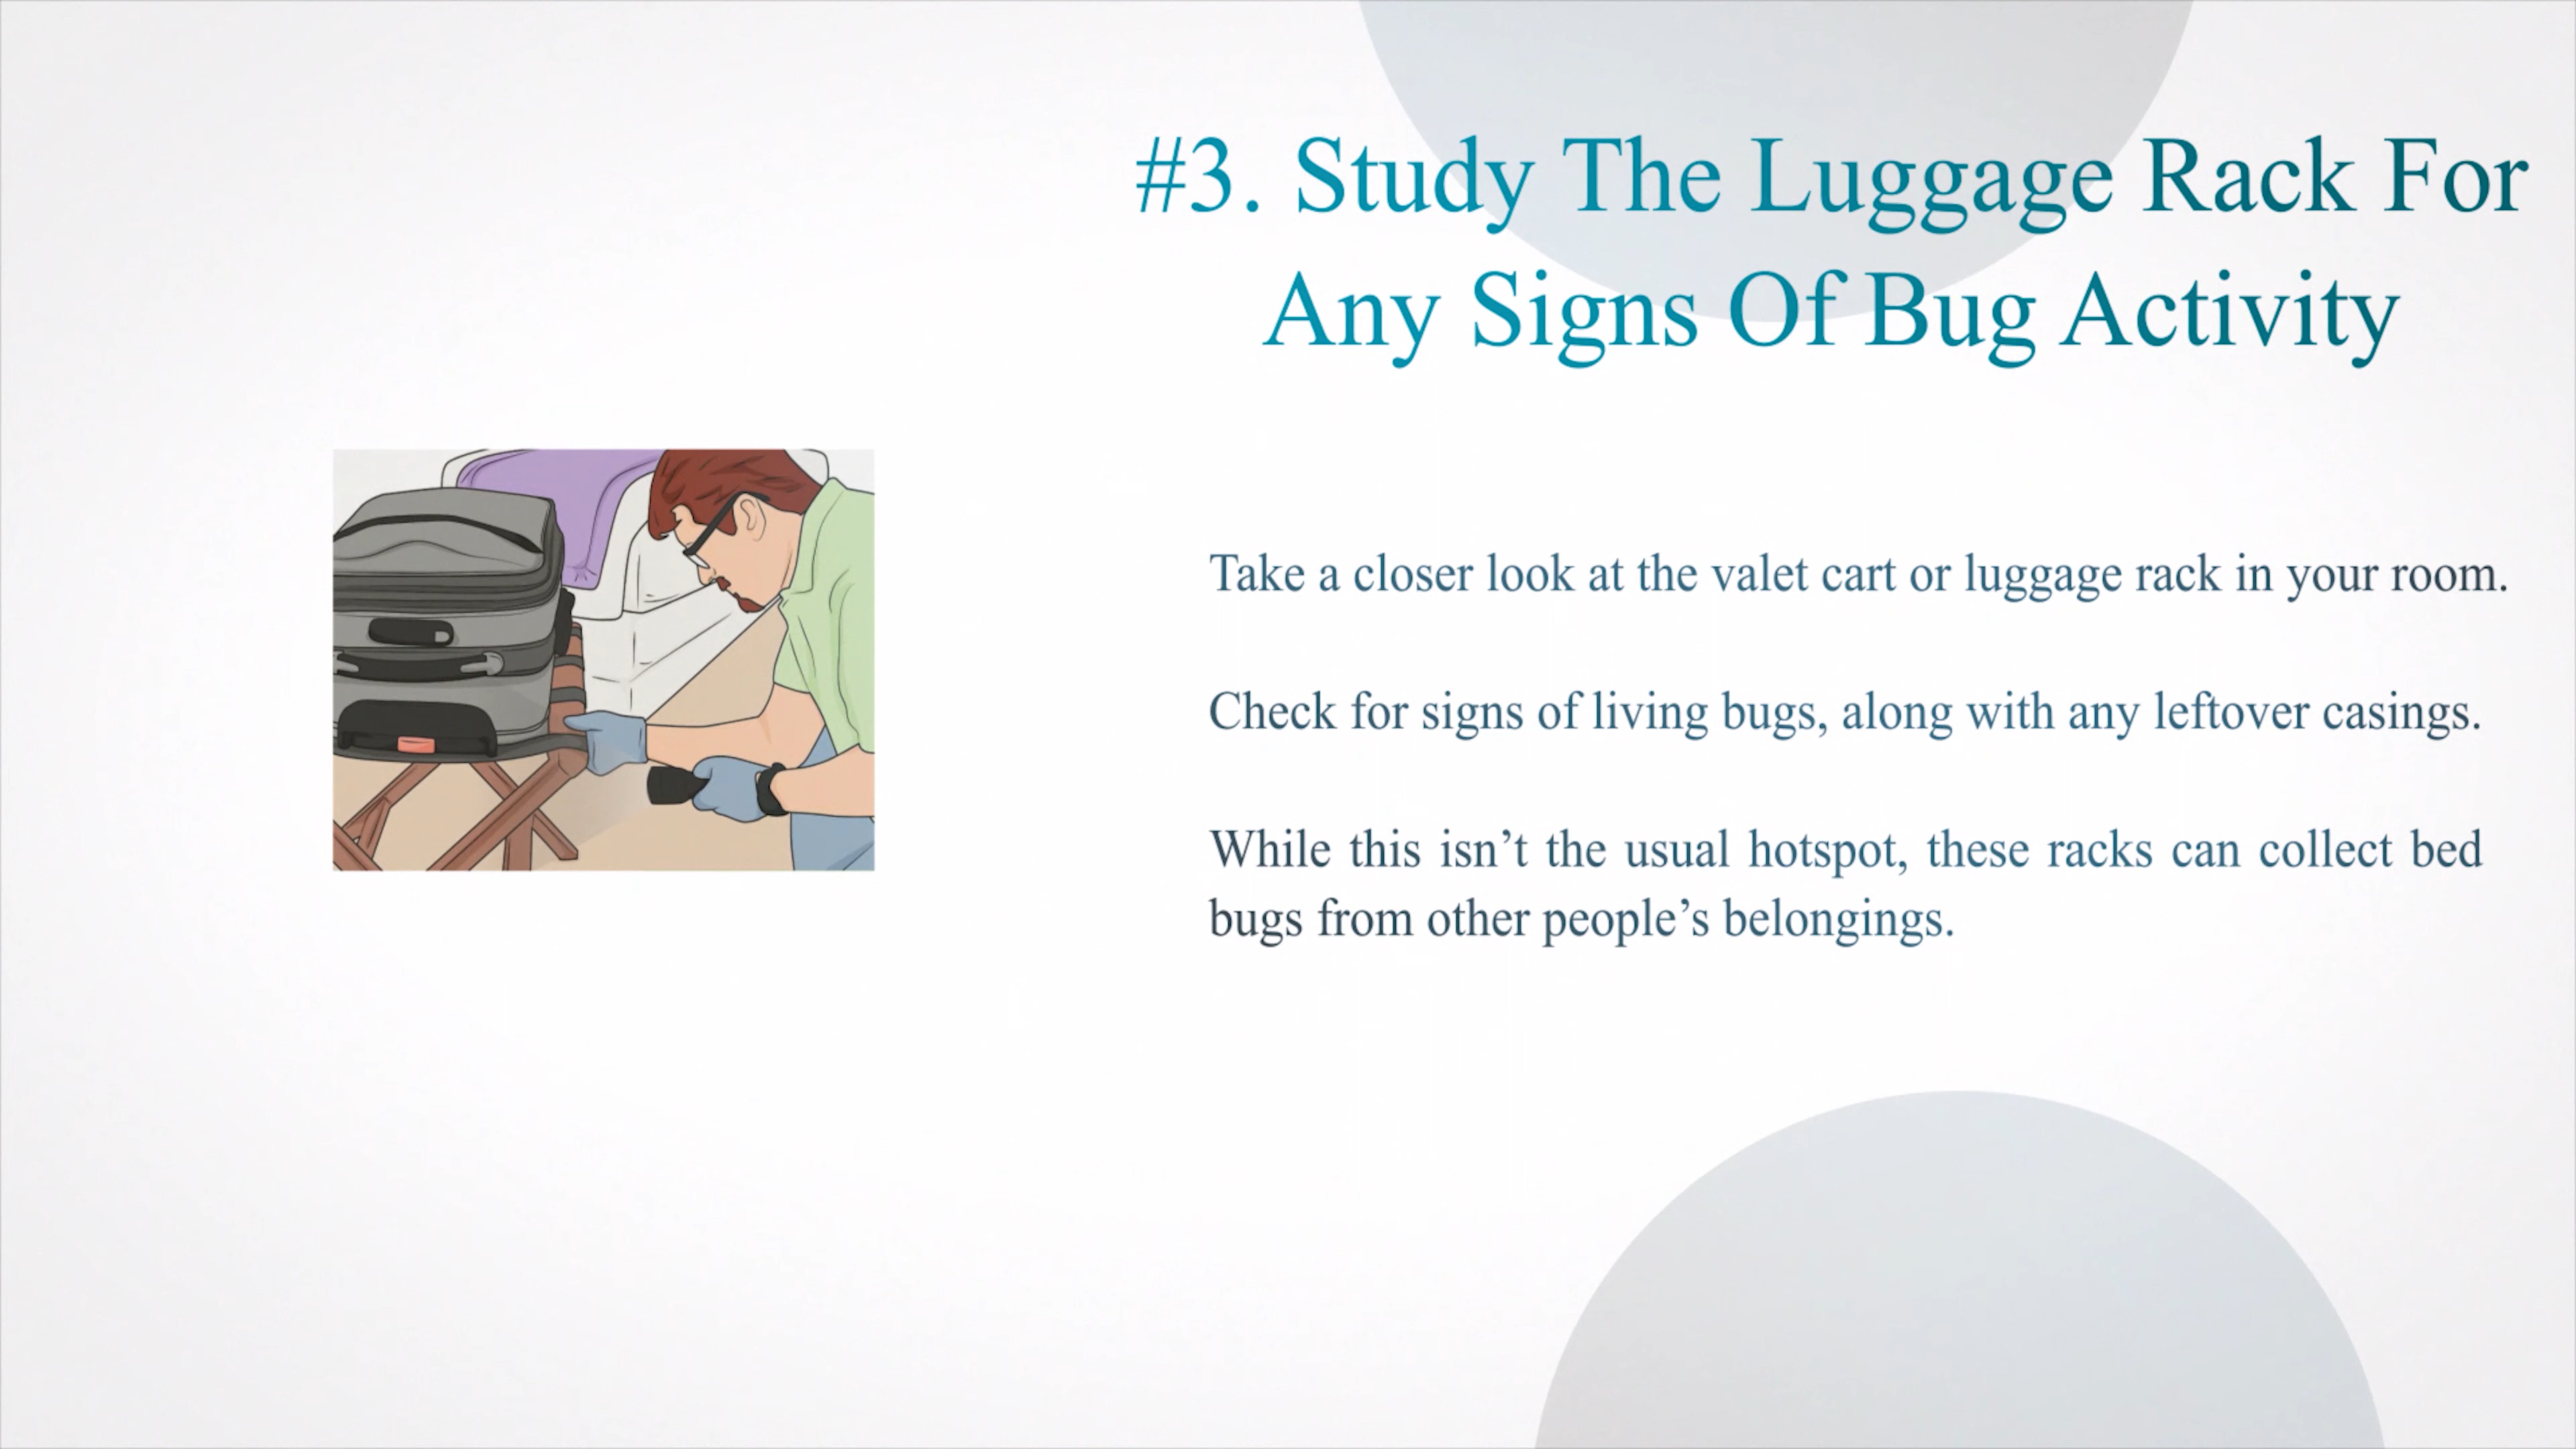 #3. Study The Luggage Rack For
Any Signs Of Bug Activity
Take a closer look at the valet cart or luggage rack in your room.
Check for signs of living bugs, along with any leftover casings.
While this isn’t the usual hotspot, these racks can collect bed
bugs from other people’s belongings.